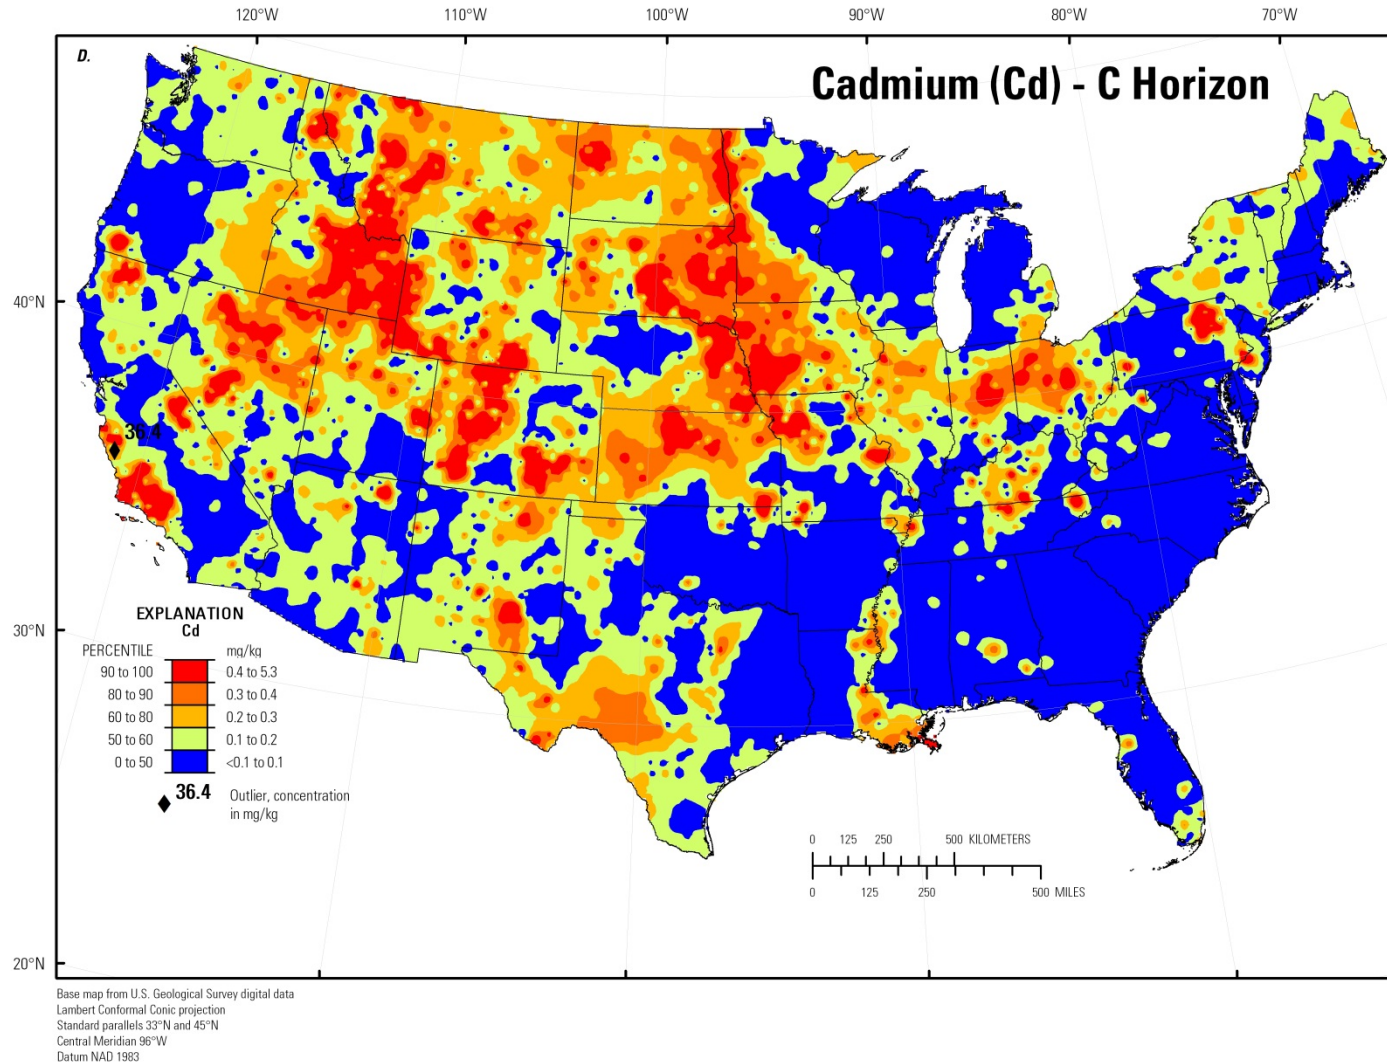 120°W 110°W 100°W 90°W 80°W 70°W
D.
Cadmium (Cd) - C Horizon
40°N
36.4
30°N
EXPLANATION
Cd
PERCENTILE mg/kg
90 to 100 0.4 to 5.3
80 to 90 0.3 to 0.4
60 to 80 0.2 to 0.3
50 to 60 0.1 to 0.2
0 to 50 <0.1 to 0.1
36.4 Outlier, concentration
in mg/kg
0 125 250 500 KILOMETERS
0 125 250 500 MILES
20°N
Base map from U.S. Geological Survey digital data
Lambert Conformal Conic projection
Standard parallels 33°N and 45°N
Central Meridian 96°W
Datum NAD 1983